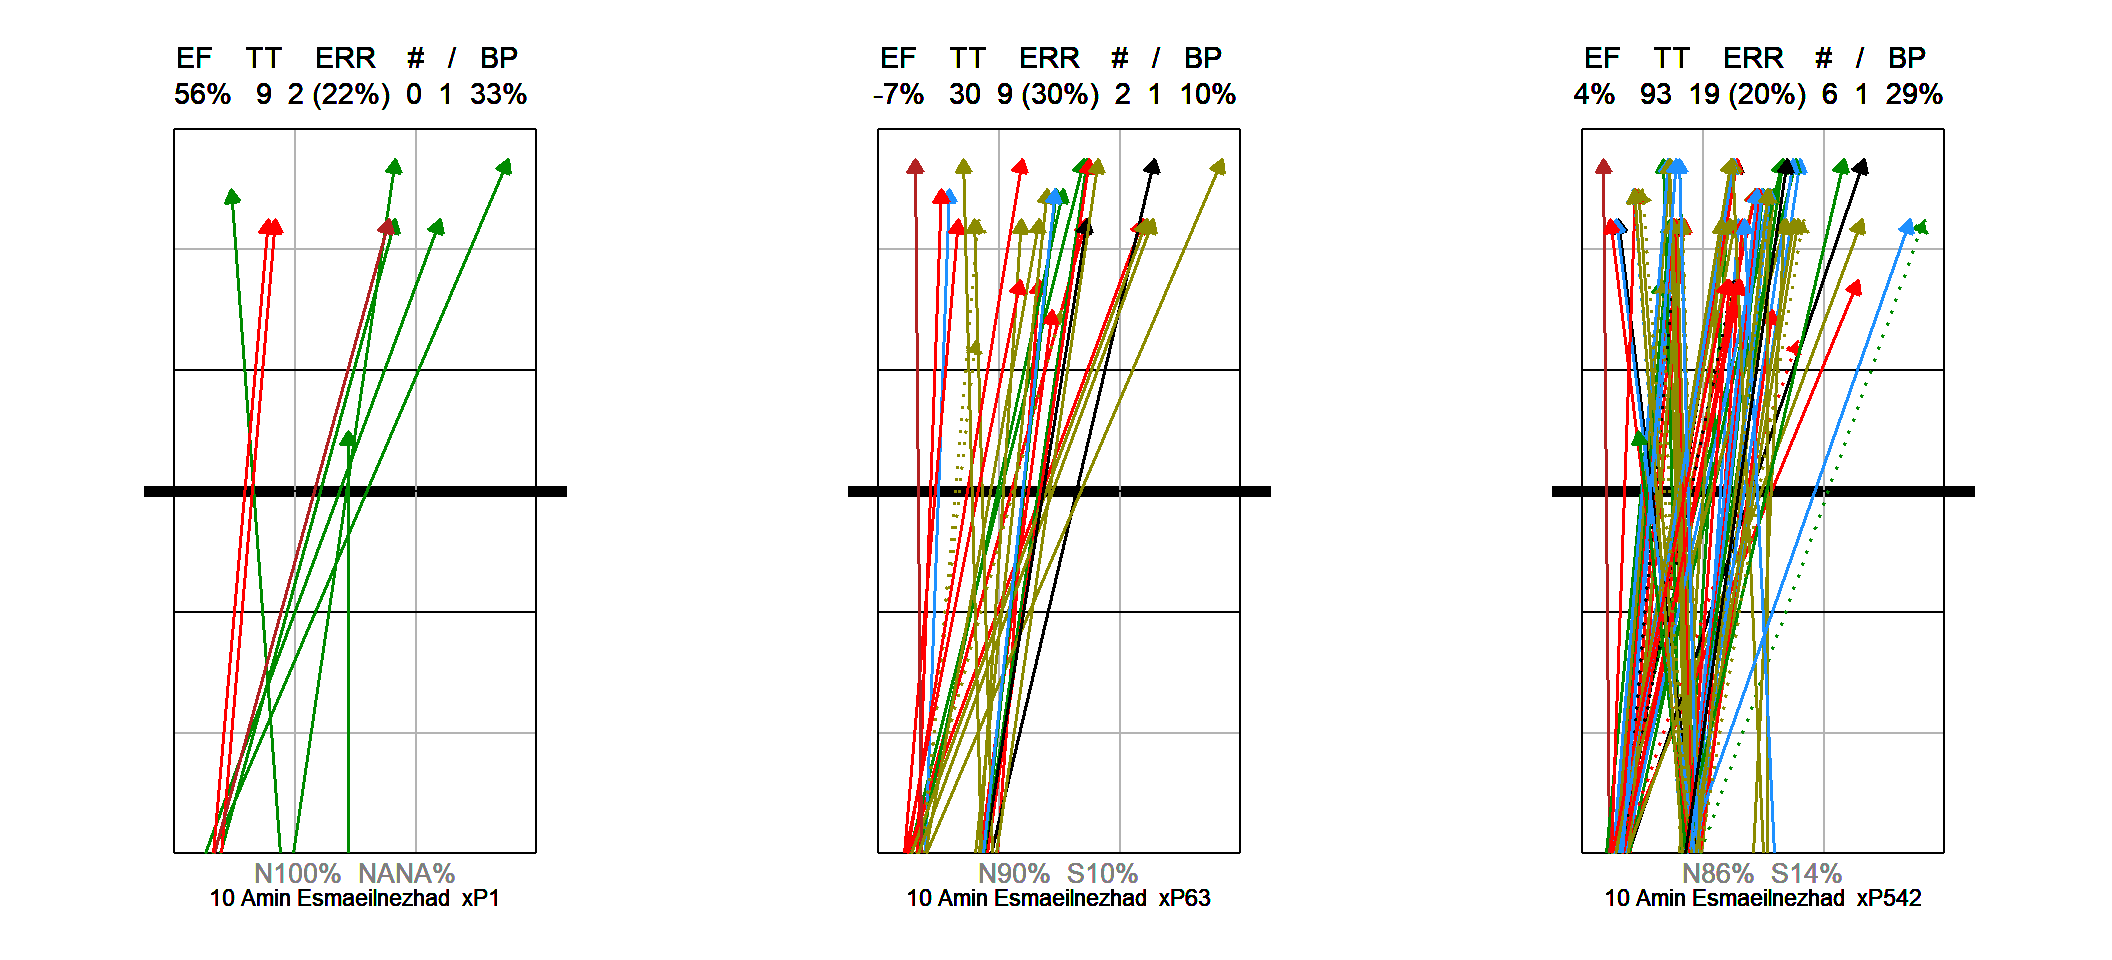 EF TT ERR # / BP
56% 9 2 (22%) 0 1 33%
N100% NANA%
10 Amin Esmaeilnezhad xP1
EF TT ERR # / BP
-7% 30 9 (30%) 2 1 10%
N90% S10%
10 Amin Esmaeilnezhad xP63
EF TT ERR # / BP
4% 93 19 (20%) 6 1 29%
N86% S14%
10 Amin Esmaeilnezhad xP542